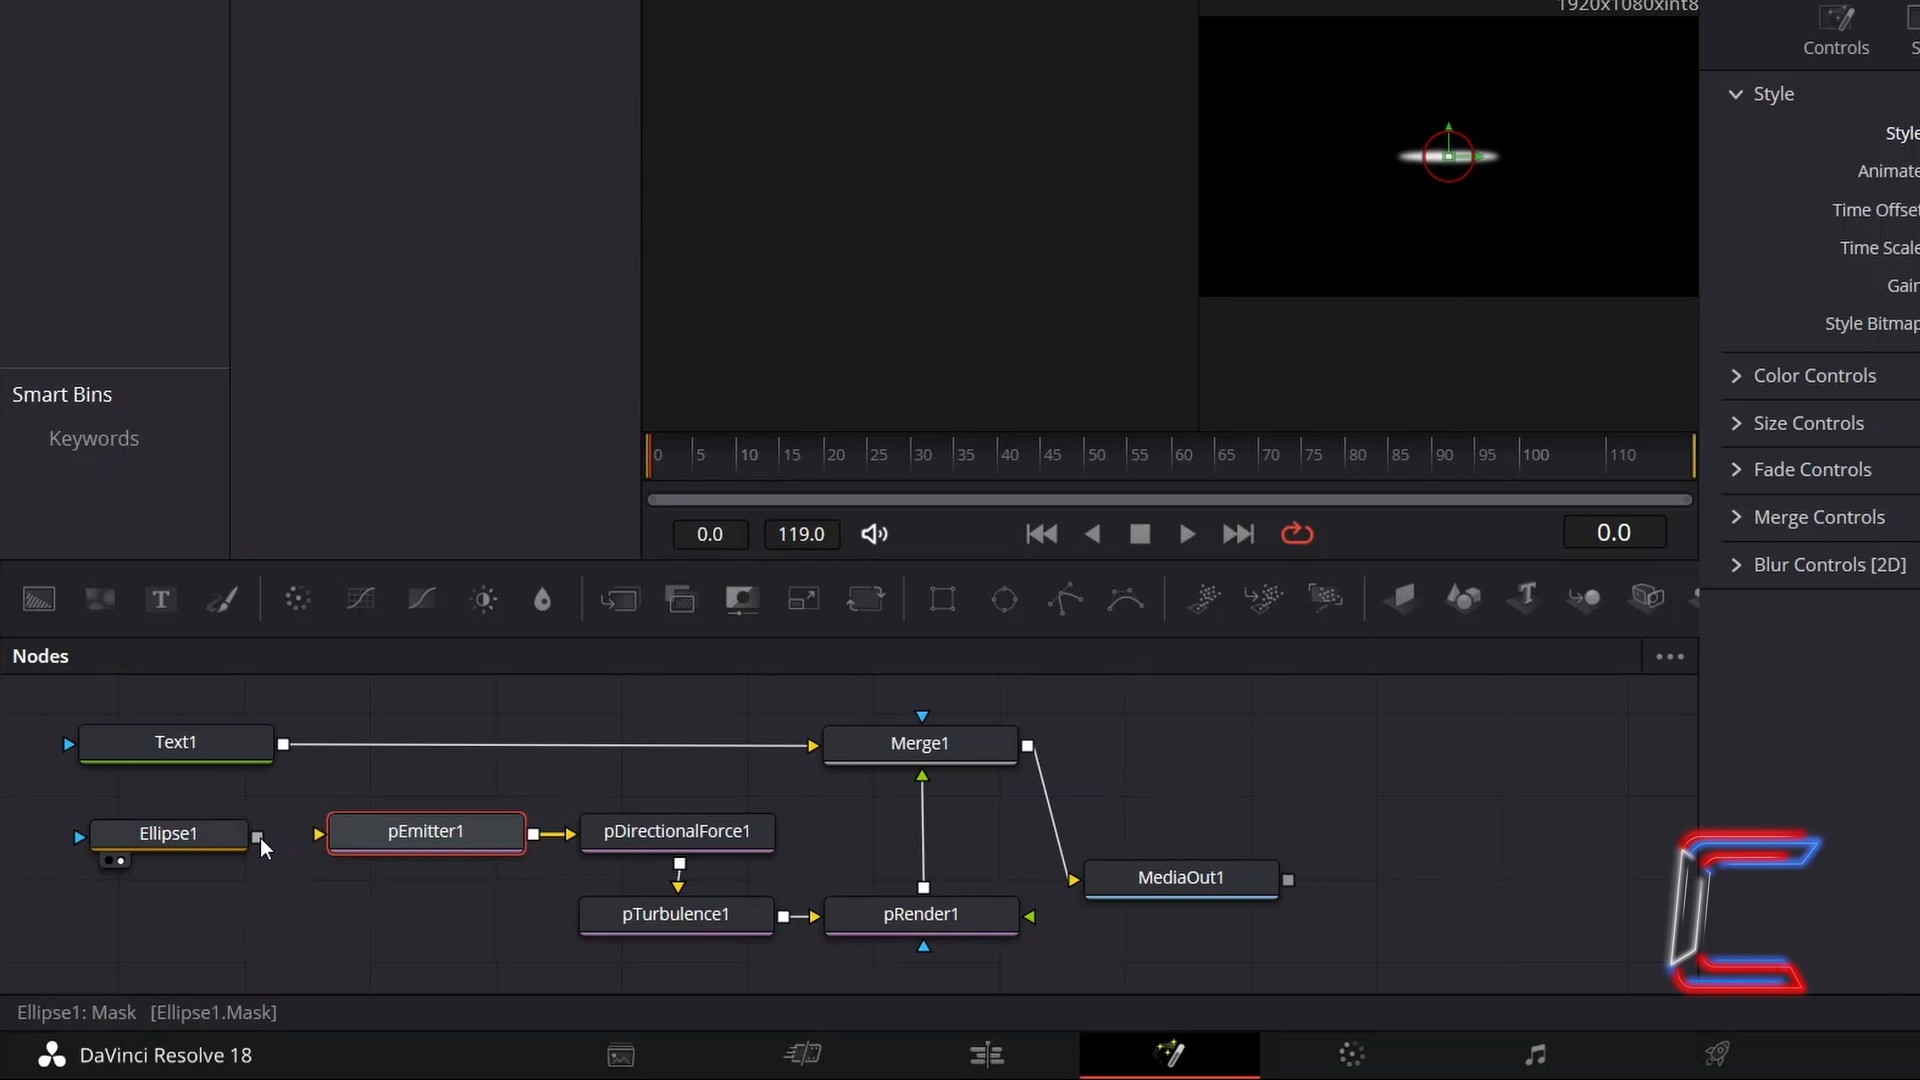 1920x1080xint8
Controls
S
Style
Style
Animate
Time Offset
Time Scale
Gain
Style Bitmap
Color Controls
Size Controls
Fade Controls
Merge Controls
Blur Controls [2D]
Smart Bins
Keywords
0 5 10 15 20 25 30 35 40 45 50 55 60 65 70 75 80 85 90 95 100 110
0.0 119.0 0.0
T
Nodes
Text1
Merge1
Ellipse1
pEmitter1
pDirectionalForce1
MediaOut1
pTurbulence1
pRender1
Ellipse1: Mask [Ellipse1.Mask]
DaVinci Resolve 18